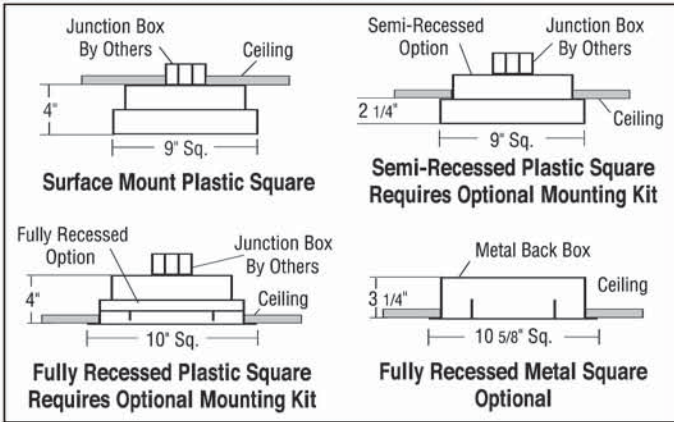 Junction Box
By Others
Ceiling
4"
9" Sq.
Surface Mount Plastic Square
Semi-Recessed
Option
Junction Box
By Others
2 1/4"
Ceiling
9" Sq.
Semi-Recessed Plastic Square
Requires Optional Mounting Kit
Fully Recessed
Option
Junction Box
By Others
4"
Ceiling
10" Sq.
Fully Recessed Plastic Square
Requires Optional Mounting Kit
Metal Back Box
Ceiling
3 1/4"
10 5/8" Sq.
Fully Recessed Metal Square
Optional